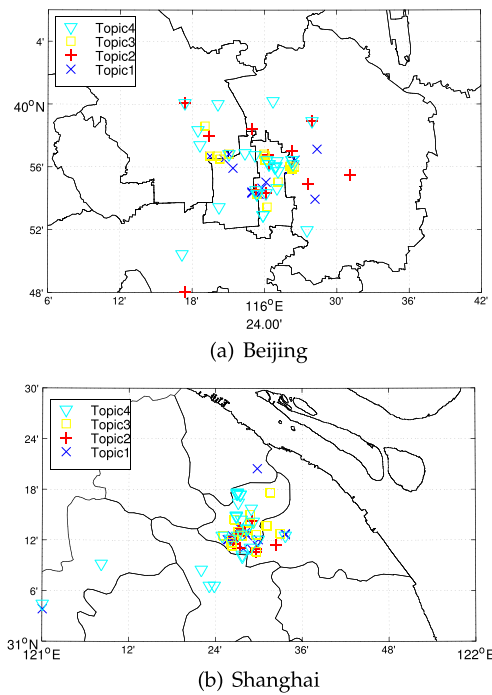 4'
Topic4
Topic3
Topic2
Topic1
40°N
56'
52'
48'
6' 12' 18' 116°E 30' 36' 42'
24.00'
(a) Beijing
30'
Topic4
Topic3
Topic2
Topic1
24'
18'
12'
6'
31°N
121°E 12' 24' 36' 48' 122°E
(b) Shanghai